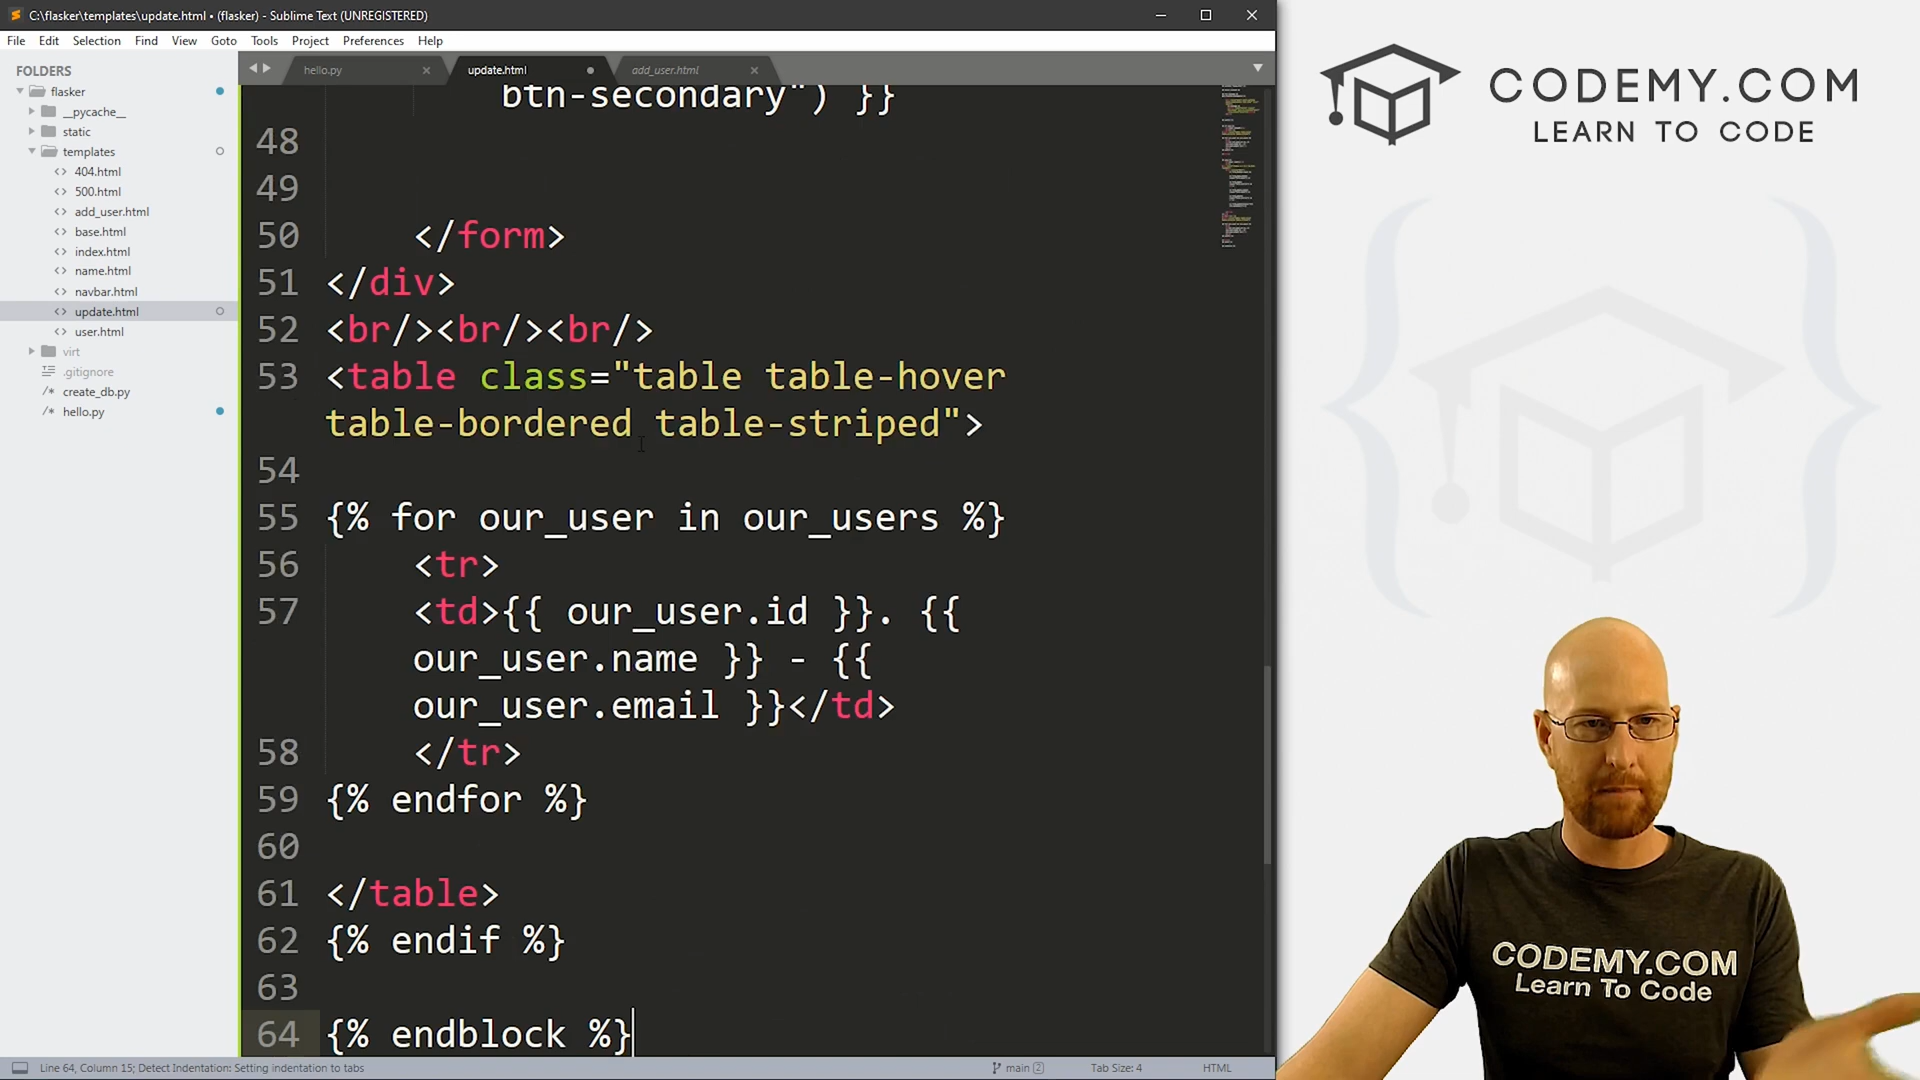 C:\flasker\templates\update.html • (flasker) - Sublime Text (UNREGISTERED)
File Edit Selection Find View Goto Tools Project Preferences Help
FOLDERS
flasker
__pycache__
static
templates
404.html
500.html
add_user.html
base.html
index.html
name.html
navbar.html
update.html
user.html
virt
.gitignore
create_db.py
hello.py
hello.py update.html add_user.html
btn-secondary") }}
48
49
50 </form>
51 </div>
52 <br/><br/><br/>
53 <table class="table table-hover
table-bordered table-striped">
54
55 {% for our_user in our_users %}
56 <tr>
57 <td>{{ our_user.id }}. {{
our_user.name }} - {{
our_user.email }}</td>
58 </tr>
59 {% endfor %}
60
61 </table>
62 {% endif %}
63
64 {% endblock %}
Line 64, Column 15; Detect Indentation: Setting indentation to tabs
main 2
Tab Size: 4
HTML
CODEMY.COM
LEARN TO CODE
CODEMY.COM
Learn To Code